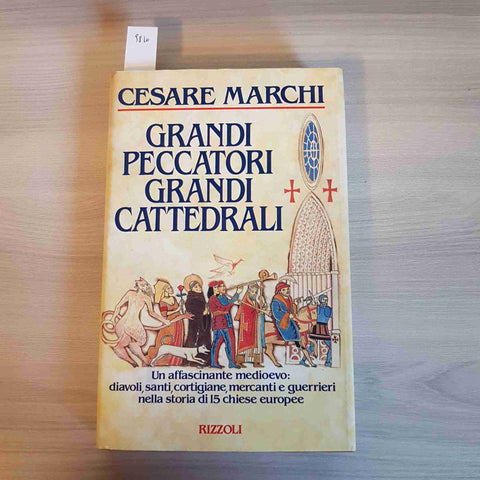 CESARE MARCHI
GRANDI
PECCATORI
GRANDI
CATTEDRALI
Un affascinante medioevo:
diavoli, santi, cortigiane, mercanti e guerrieri
nella storia di 15 chiese europee
RIZZOLI